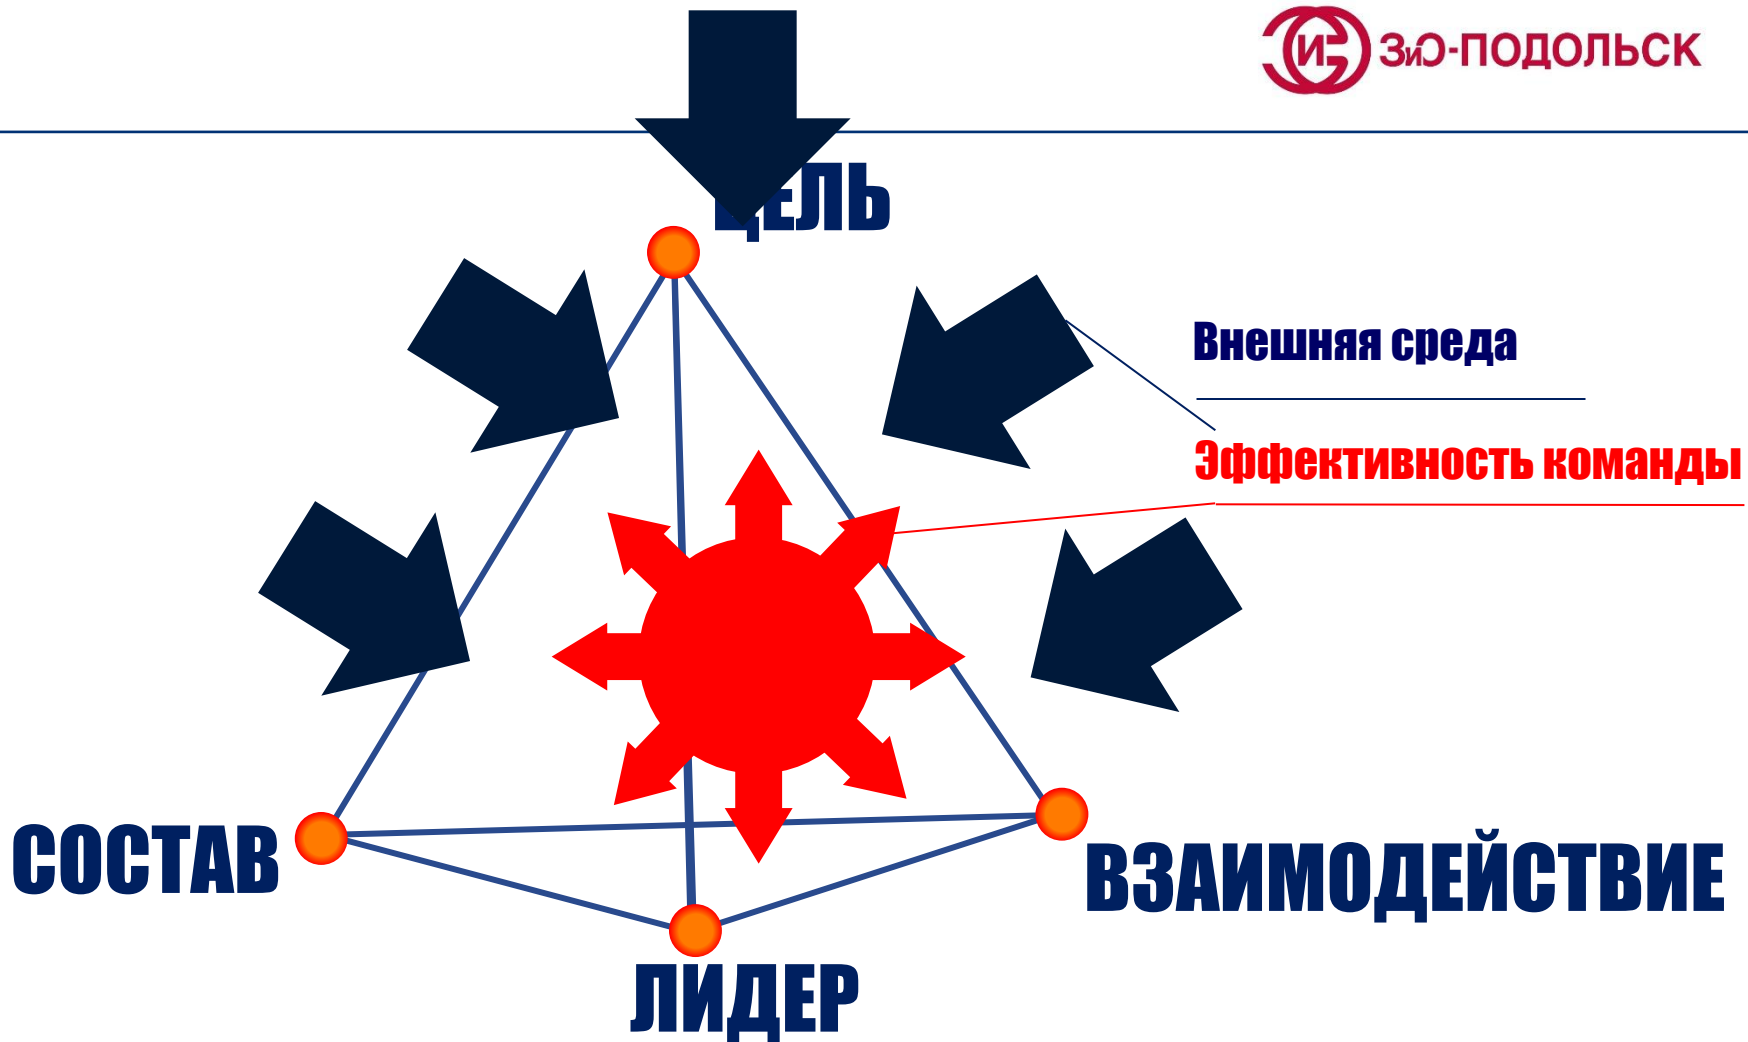 ЗиО-ПОДОЛЬСК
ЦЕЛЬ
Внешняя среда
Эффективность команды
СОСТАВ
ВЗАИМОДЕЙСТВИЕ
ЛИДЕР